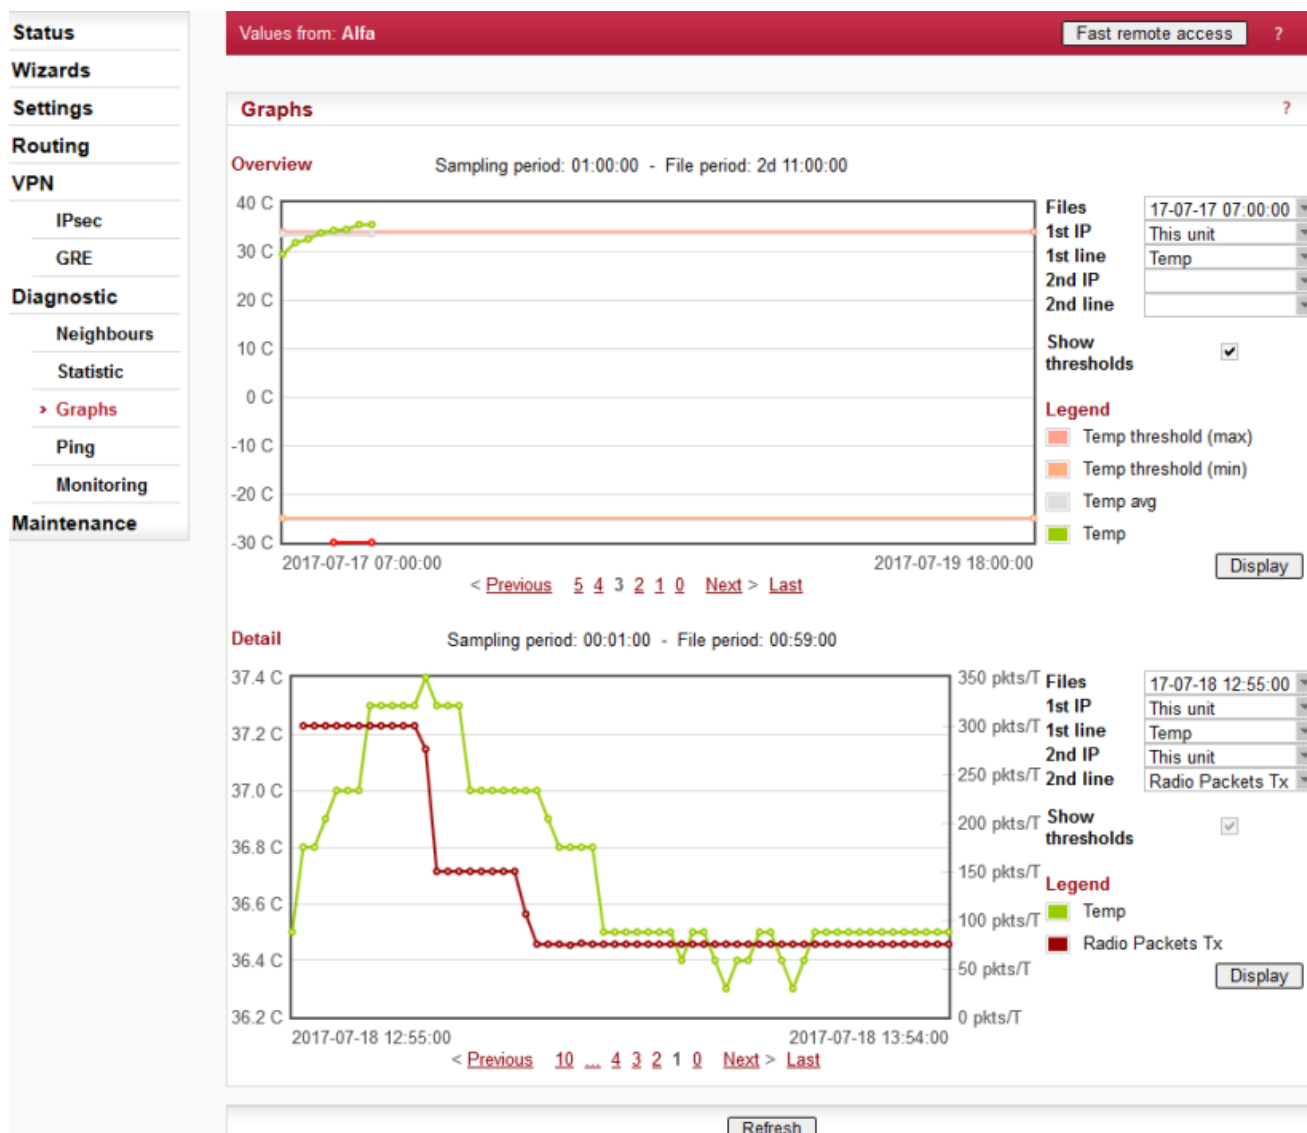 Status
Wizards
Settings
Routing
VPN
IPsec
GRE
Diagnostic
Neighbours
Statistic
› Graphs
Ping
Monitoring
Maintenance
Values from: Alfa
Fast remote access ?
Graphs ?
Overview Sampling period: 01:00:00 - File period: 2d 11:00:00
40 C
30 C
20 C
10 C
0 C
-10 C
-20 C
-30 C
2017-07-17 07:00:00 2017-07-19 18:00:00
< Previous 5 4 3 2 1 0 Next > Last
Files 17-07-17 07:00:00
1st IP This unit
1st line Temp
2nd IP
2nd line
Show
thresholds
Legend
Temp threshold (max)
Temp threshold (min)
Temp avg
Temp
Display
Detail Sampling period: 00:01:00 - File period: 00:59:00
37.4 C
37.2 C
37.0 C
36.8 C
36.6 C
36.4 C
36.2 C
350 pkts/T
300 pkts/T
250 pkts/T
200 pkts/T
150 pkts/T
100 pkts/T
50 pkts/T
0 pkts/T
2017-07-18 12:55:00 2017-07-18 13:54:00
< Previous 10 ... 4 3 2 1 0 Next > Last
Files 17-07-18 12:55:00
1st IP This unit
1st line Temp
2nd IP This unit
2nd line Radio Packets Tx
Show
thresholds
Legend
Temp
Radio Packets Tx
Display
Refresh